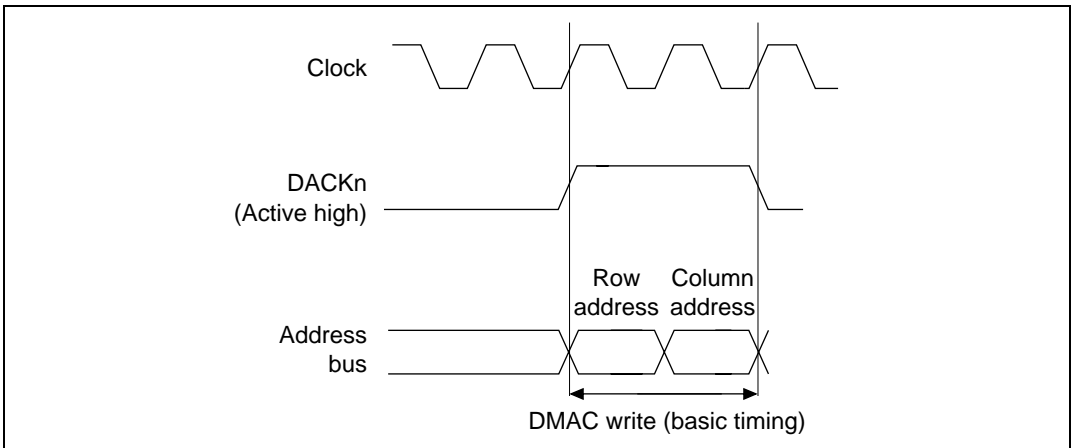 Clock
DACKn
(Active high)
Row
address
Column
address
Address
bus
DMAC write (basic timing)